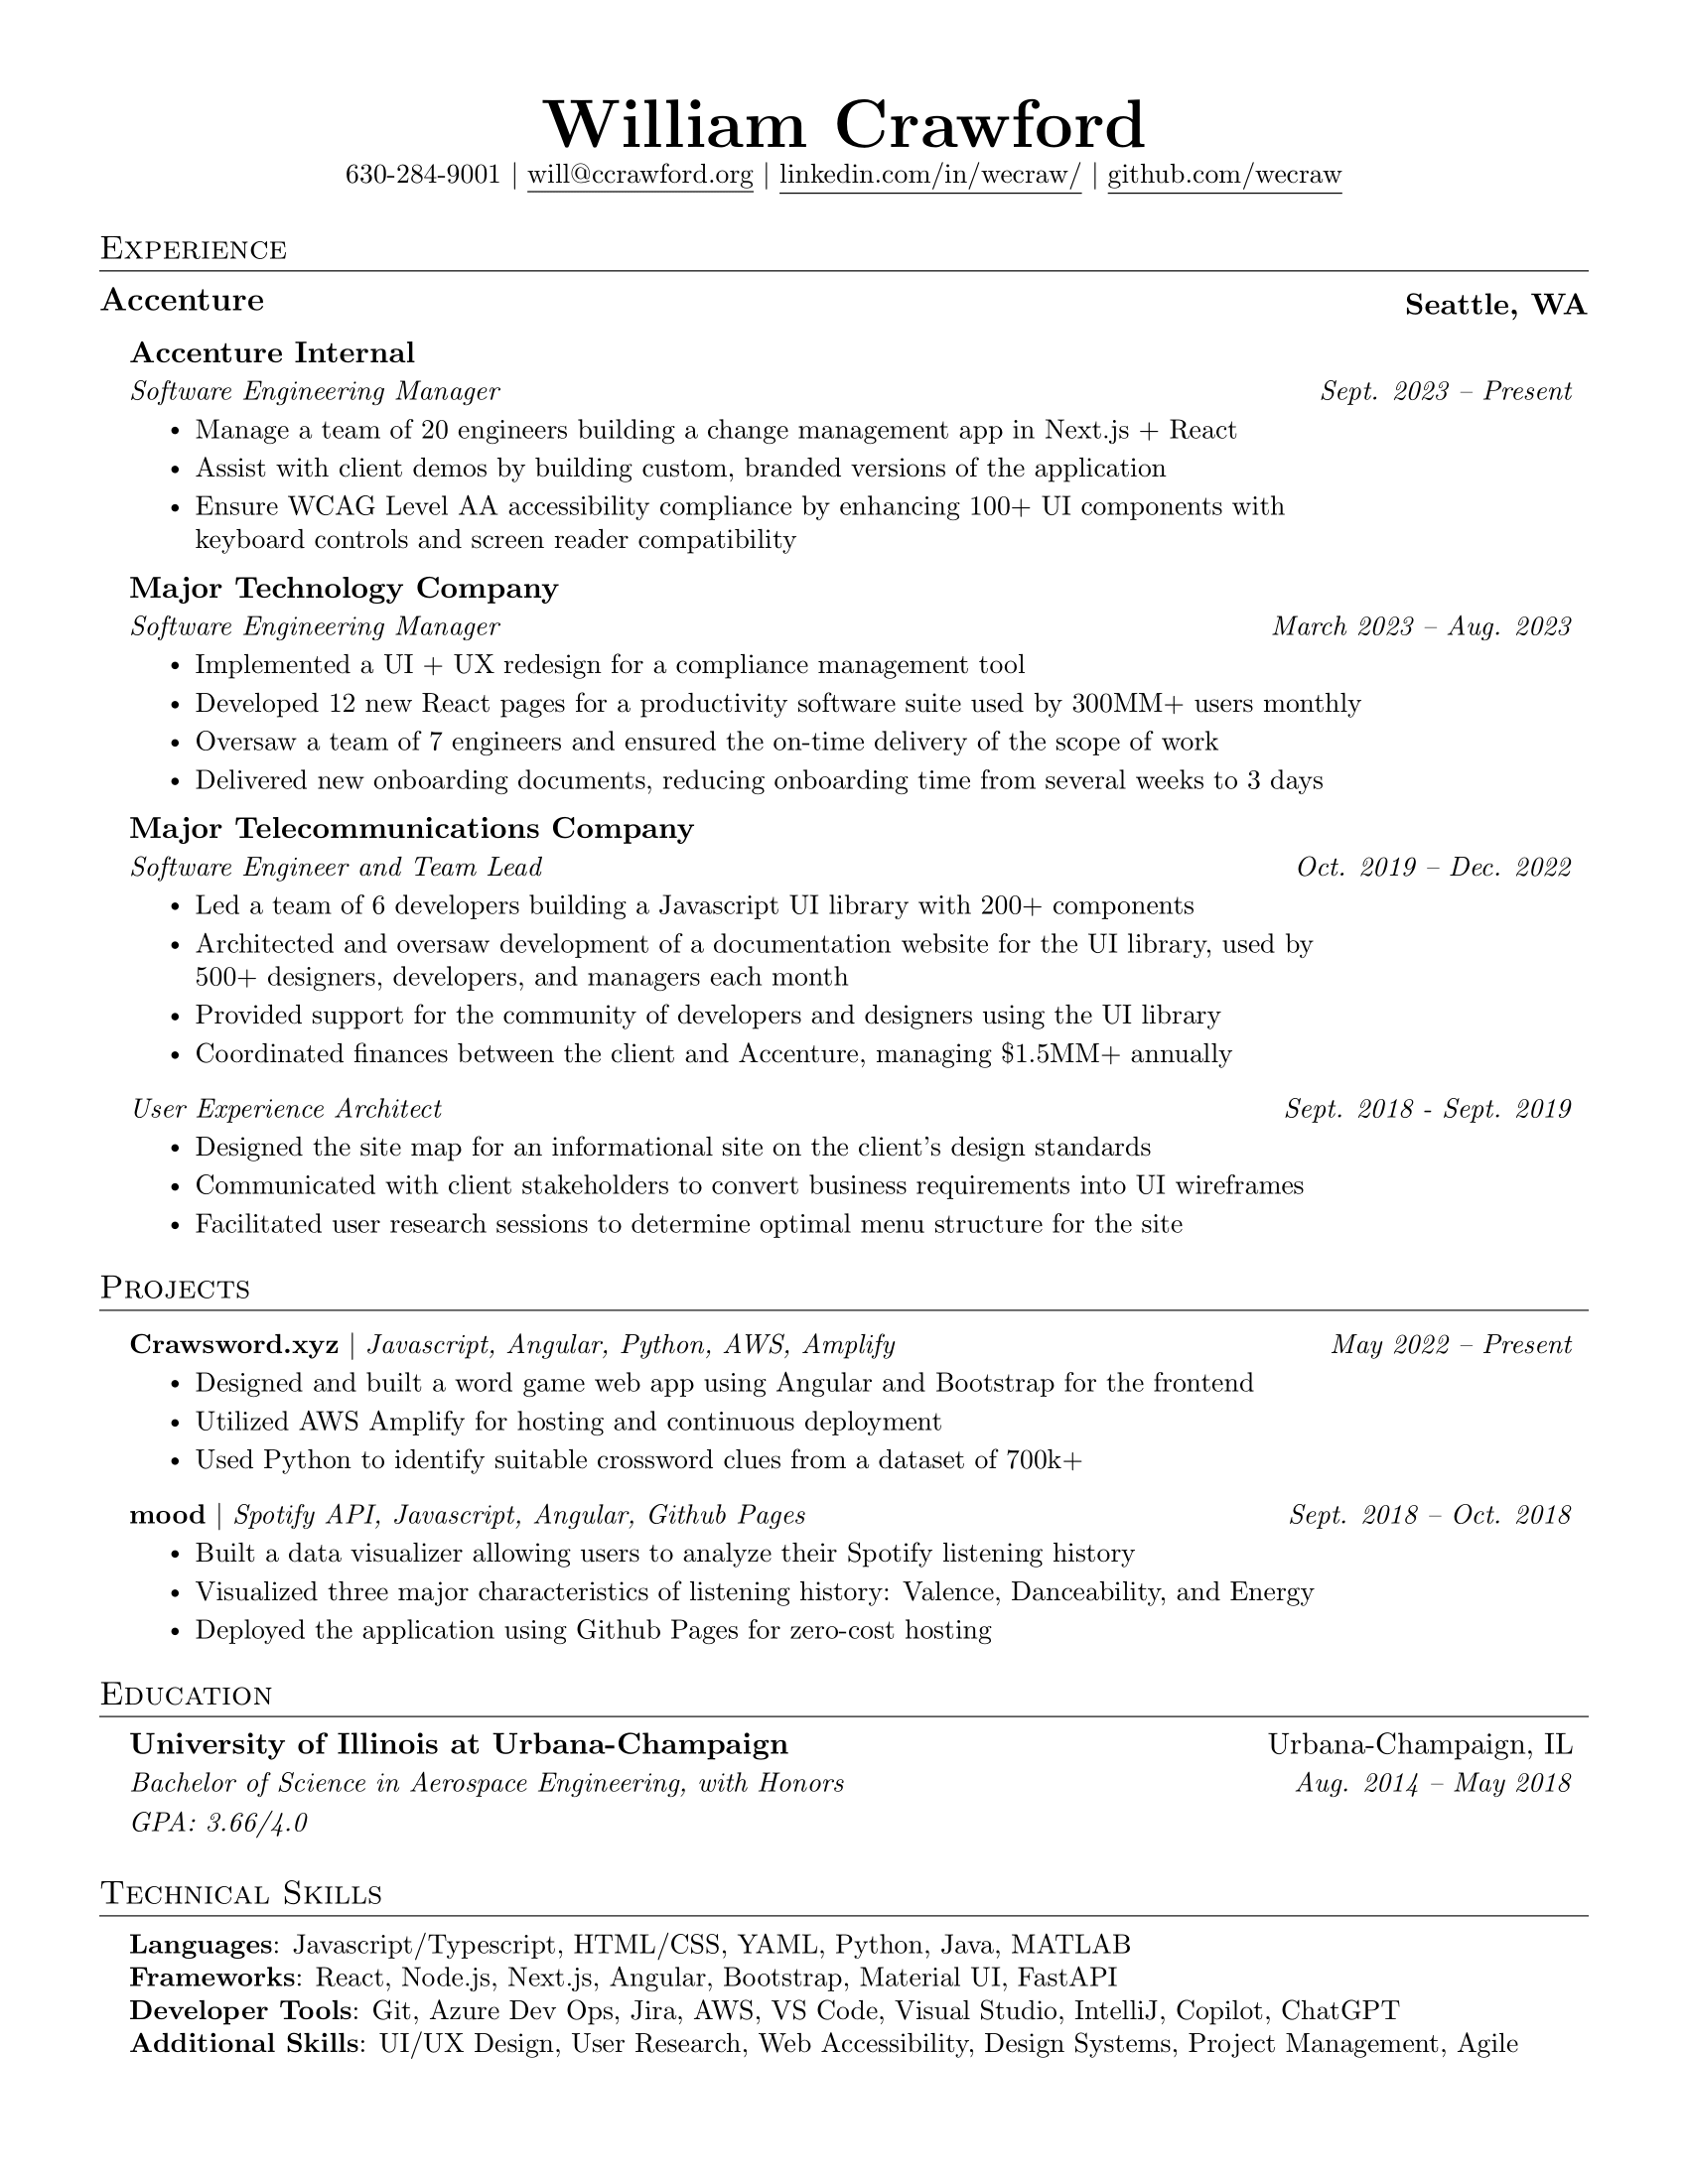 William Crawford
630-284-9001 | will@ccrawford.org | linkedin.com/in/wecraw/ | github.com/wecraw
Experience
Accenture Seattle, WA
Accenture Internal
Software Engineering Manager Sept. 2023 – Present
• Manage a team of 20 engineers building a change management app in Next.js + React
• Assist with client demos by building custom, branded versions of the application
• Ensure WCAG Level AA accessibility compliance by enhancing 100+ UI components with
keyboard controls and screen reader compatibility
Major Technology Company
Software Engineering Manager March 2023 – Aug. 2023
• Implemented a UI + UX redesign for a compliance management tool
• Developed 12 new React pages for a productivity software suite used by 300MM+ users monthly
• Oversaw a team of 7 engineers and ensured the on-time delivery of the scope of work
• Delivered new onboarding documents, reducing onboarding time from several weeks to 3 days
Major Telecommunications Company
Software Engineer and Team Lead Oct. 2019 – Dec. 2022
• Led a team of 6 developers building a Javascript UI library with 200+ components
• Architected and oversaw development of a documentation website for the UI library, used by
500+ designers, developers, and managers each month
• Provided support for the community of developers and designers using the UI library
• Coordinated finances between the client and Accenture, managing $1.5MM+ annually
User Experience Architect Sept. 2018 - Sept. 2019
• Designed the site map for an informational site on the client's design standards
• Communicated with client stakeholders to convert business requirements into UI wireframes
• Facilitated user research sessions to determine optimal menu structure for the site
Projects
Crawsword.xyz | Javascript, Angular, Python, AWS, Amplify May 2022 – Present
• Designed and built a word game web app using Angular and Bootstrap for the frontend
• Utilized AWS Amplify for hosting and continuous deployment
• Used Python to identify suitable crossword clues from a dataset of 700k+
mood | Spotify API, Javascript, Angular, Github Pages Sept. 2018 – Oct. 2018
• Built a data visualizer allowing users to analyze their Spotify listening history
• Visualized three major characteristics of listening history: Valence, Danceability, and Energy
• Deployed the application using Github Pages for zero-cost hosting
Education
University of Illinois at Urbana-Champaign Urbana-Champaign, IL
Bachelor of Science in Aerospace Engineering, with Honors Aug. 2014 – May 2018
GPA: 3.66/4.0
Technical Skills
Languages: Javascript/Typescript, HTML/CSS, YAML, Python, Java, MATLAB
Frameworks: React, Node.js, Next.js, Angular, Bootstrap, Material UI, FastAPI
Developer Tools: Git, Azure Dev Ops, Jira, AWS, VS Code, Visual Studio, IntelliJ, Copilot, ChatGPT
Additional Skills: UI/UX Design, User Research, Web Accessibility, Design Systems, Project Management, Agile